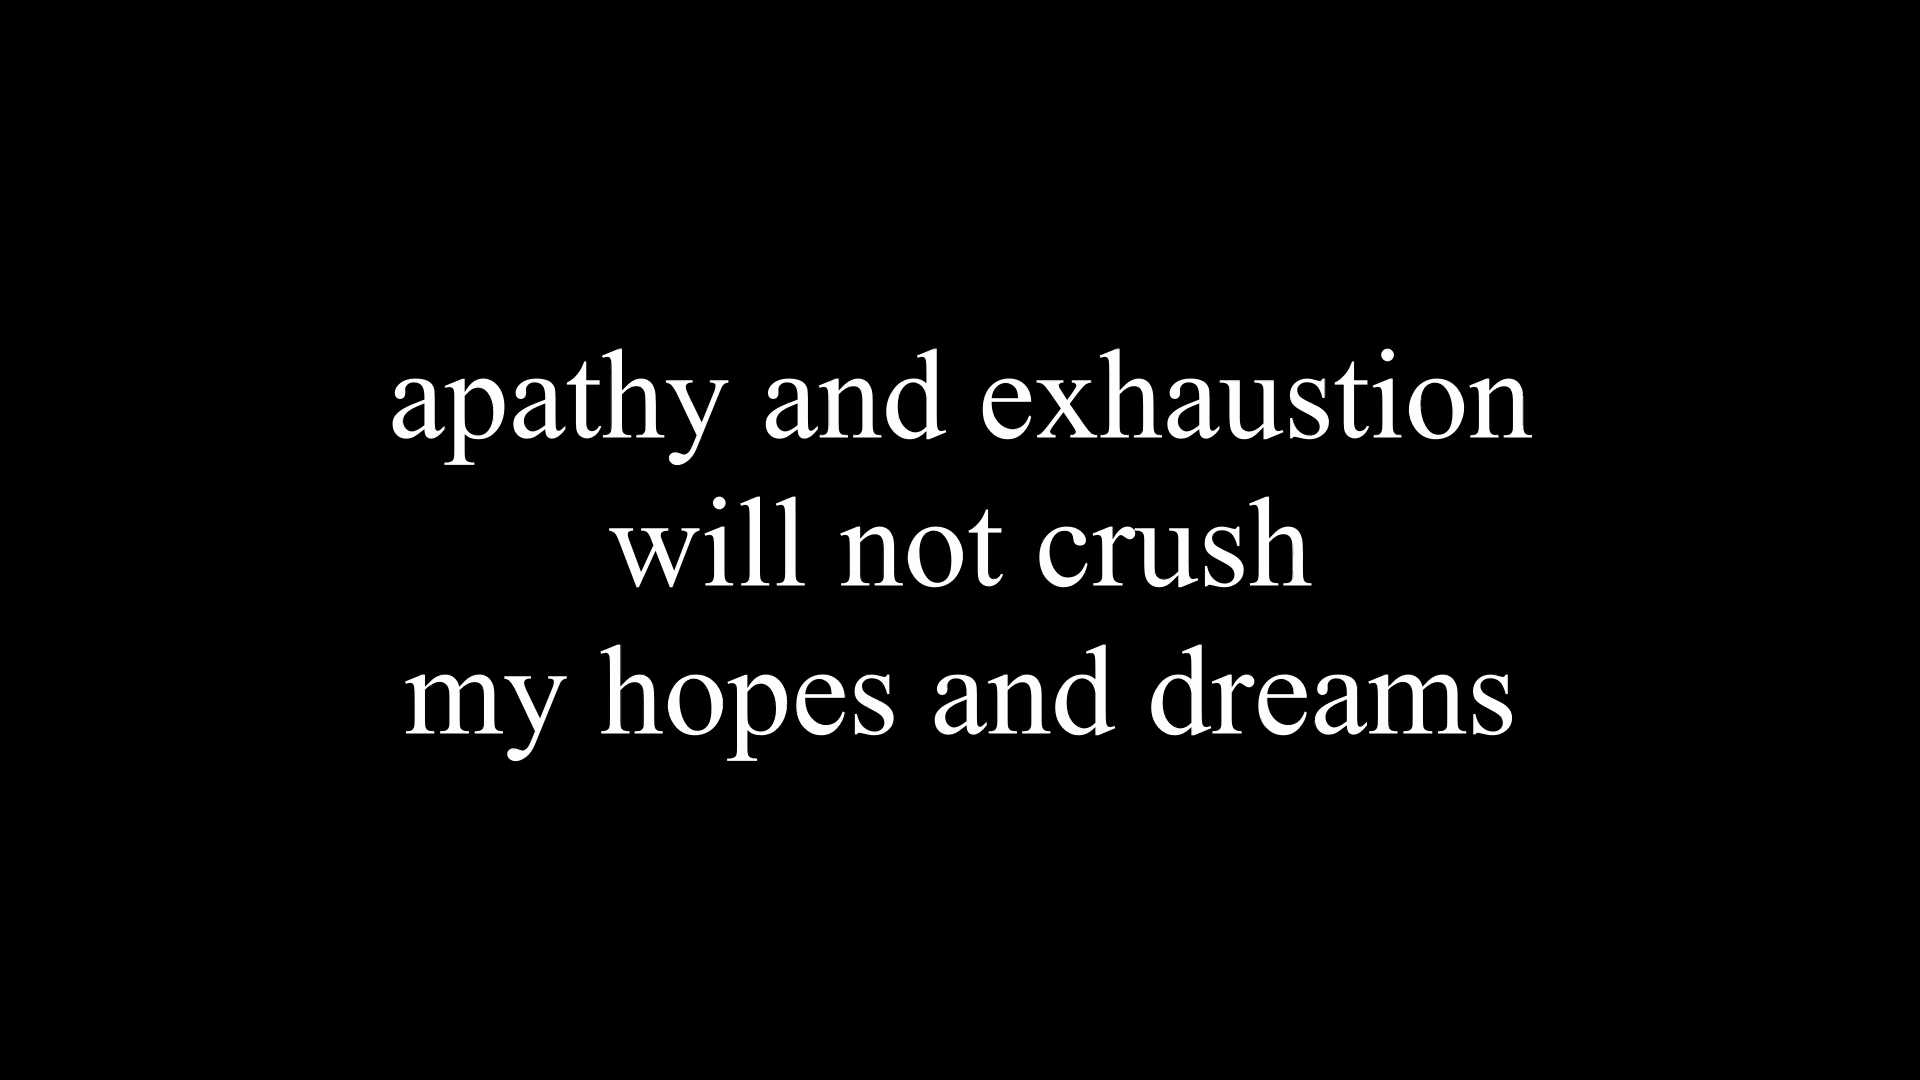 apathy and exhaustion
will not crush
my hopes and dreams